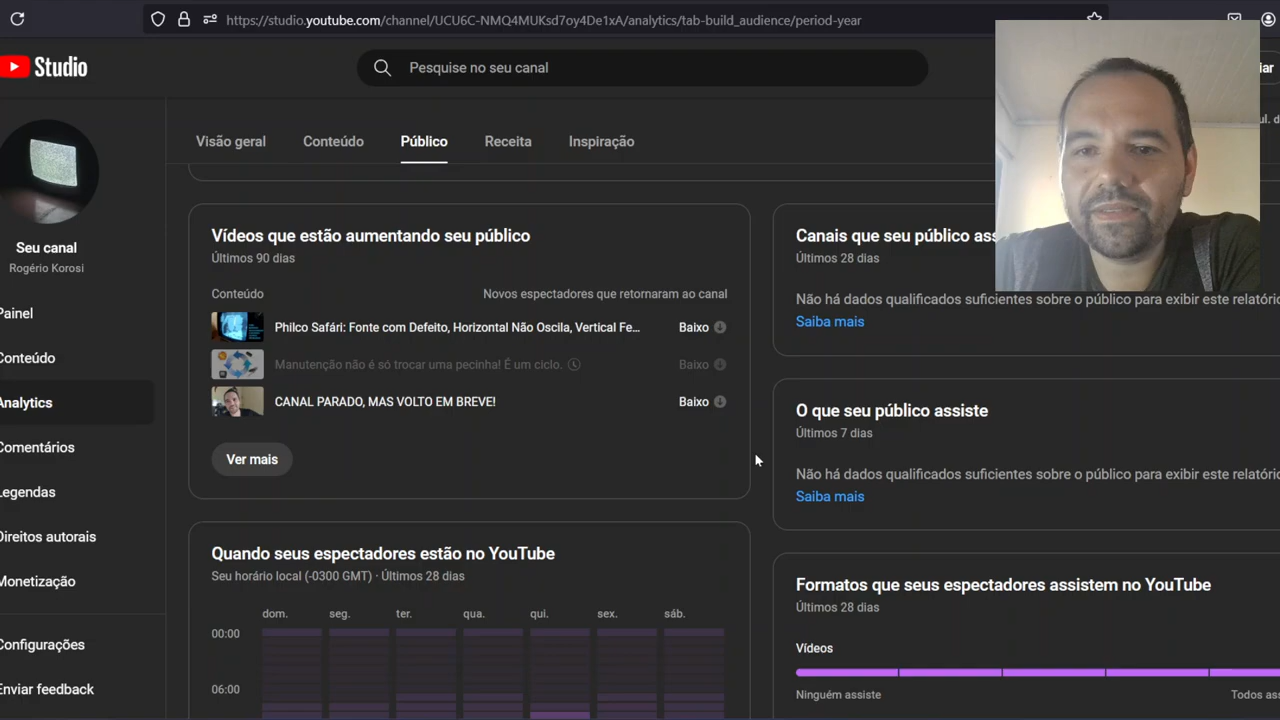 https://studio.youtube.com/channel/UCU6C-NMQ4MUKsd7oy4De1xA/analytics/tab-build_audience/period-year
Studio
Pesquise no seu canal
iar
Visão geral
Conteúdo
Público
Receita
Inspiração
ul. d
Seu canal
Rogério Korosi
Painel
Conteúdo
Analytics
Comentários
Legendas
Direitos autorais
Monetização
Configurações
Enviar feedback
Vídeos que estão aumentando seu público
Últimos 90 dias
Conteúdo
Novos espectadores que retornaram ao canal
Philco Safári: Fonte com Defeito, Horizontal Não Oscila, Vertical Fe...
Baixo
Manutenção não é só trocar uma pecinha! É um ciclo.
Baixo
CANAL PARADO, MAS VOLTO EM BREVE!
Baixo
Ver mais
Quando seus espectadores estão no YouTube
Seu horário local (-0300 GMT) · Últimos 28 dias
dom. seg. ter. qua. qui. sex. sáb.
00:00
06:00
Canais que seu público ass
Últimos 28 dias
Não há dados qualificados suficientes sobre o público para exibir este relatório
Saiba mais
O que seu público assiste
Últimos 7 dias
Não há dados qualificados suficientes sobre o público para exibir este relatório
Saiba mais
Formatos que seus espectadores assistem no YouTube
Últimos 28 dias
Vídeos
Ninguém assiste
Todos ass